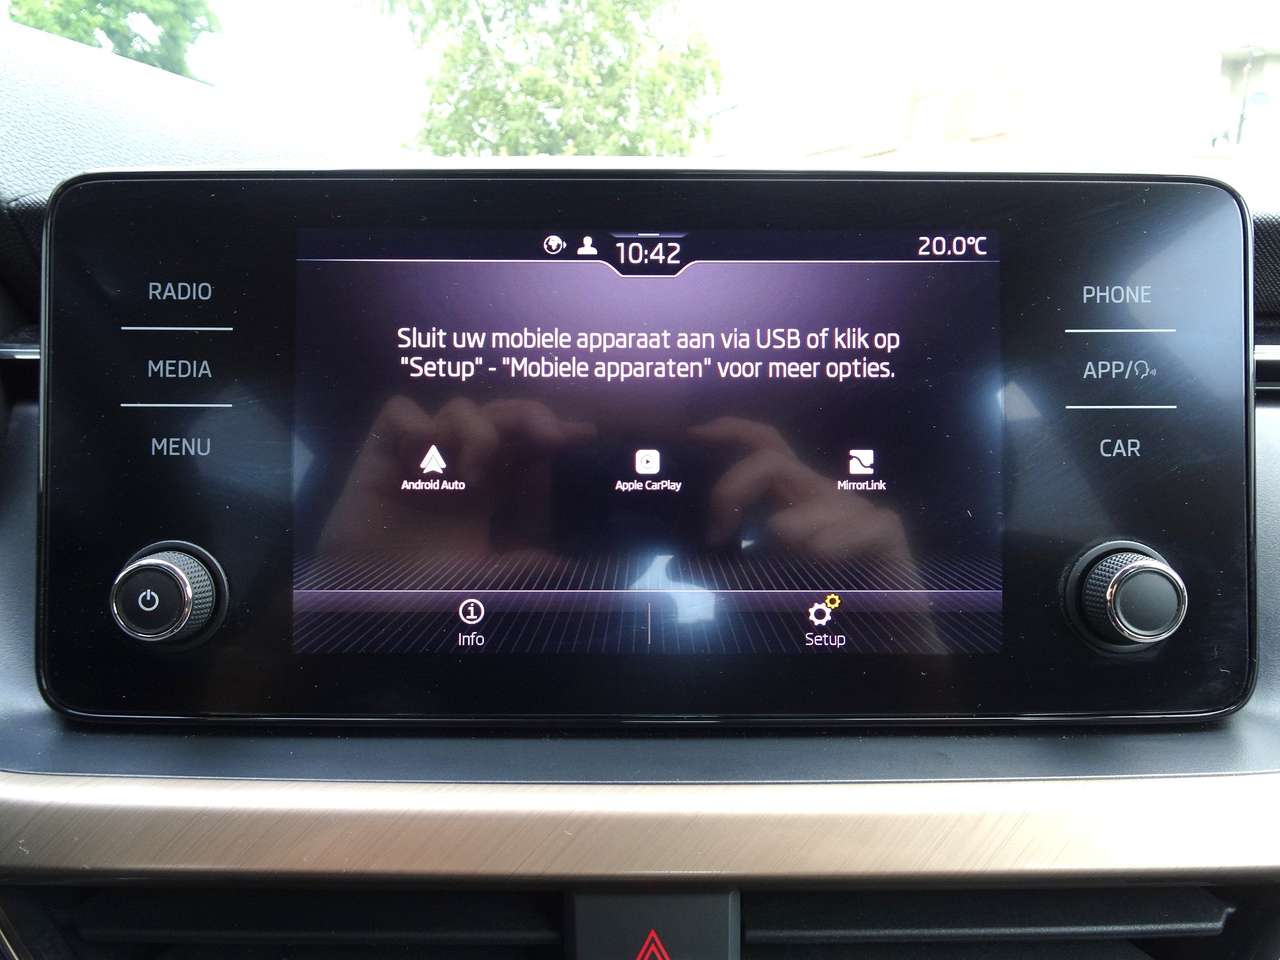 10:42
20.0°C
RADIO
MEDIA
MENU
Sluit uw mobiele apparaat aan via USB of klik op
"Setup" - "Mobiele apparaten" voor meer opties.
Android Auto
Apple CarPlay
MirrorLink
Info
Setup
PHONE
APP/
CAR